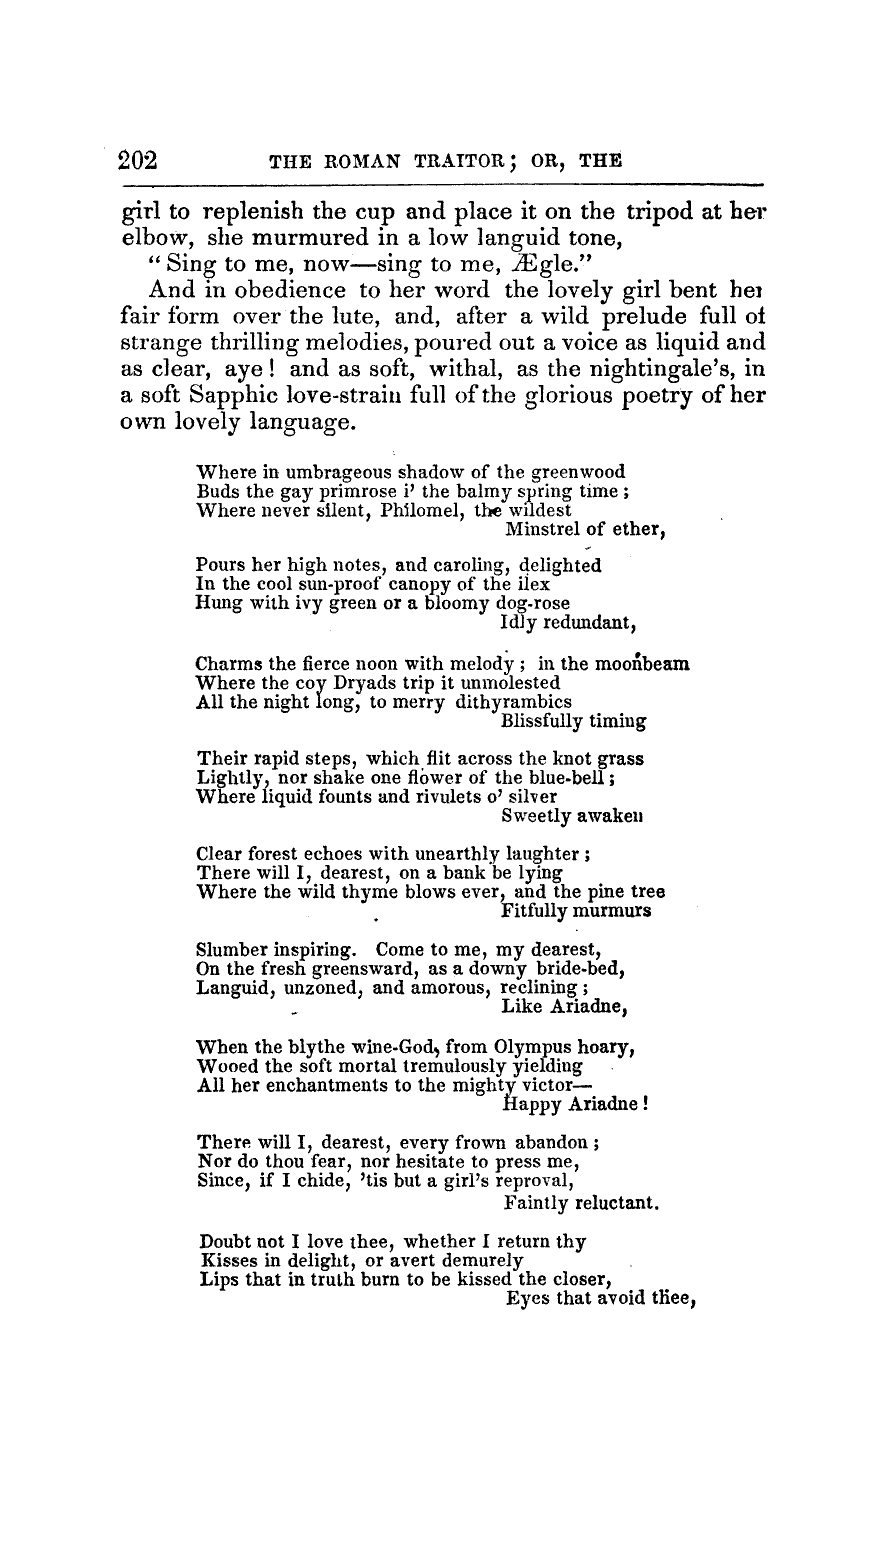 202 THE ROMAN TRAITOR; OR, THE
girl to replenish the cup and place it on the tripod at her
elbow, she murmured in a low languid tone,
“Sing to me, now—sing to me, Ægle.”
And in obedience to her word the lovely girl bent her
fair form over the lute, and, after a wild prelude full of
strange thrilling melodies, poured out a voice as liquid and
as clear, aye! and as soft, withal, as the nightingale's, in
a soft Sapphic love-strain full of the glorious poetry of her
own lovely language.
Where in umbrageous shadow of the greenwood
Buds the gay primrose i' the balmy spring time;
Where never silent, Philomel, the wildest
Minstrel of ether,
Pours her high notes, and caroling, delighted
In the cool sun-proof canopy of the ilex
Hung with ivy green or a bloomy dog-rose
Idly redundant,
Charms the fierce noon with melody; in the moonbeam
Where the coy Dryads trip it unmolested
All the night long, to merry dithyrambics
Blissfully timing
Their rapid steps, which flit across the knot grass
Lightly, nor shake one flower of the blue-bell;
Where liquid founts and rivulets o' silver
Sweetly awaken
Clear forest echoes with unearthly laughter;
There will I, dearest, on a bank be lying
Where the wild thyme blows ever, and the pine tree
Fitfully murmurs
Slumber inspiring. Come to me, my dearest,
On the fresh greensward, as a downy bride-bed,
Languid, unzoned, and amorous, reclining;
Like Ariadne,
When the blythe wine-God, from Olympus hoary,
Wooed the soft mortal tremulously yielding
All her enchantments to the mighty victor—
Happy Ariadne!
There will I, dearest, every frown abandon;
Nor do thou fear, nor hesitate to press me,
Since, if I chide, 'tis but a girl's reproval,
Faintly reluctant.
Doubt not I love thee, whether I return thy
Kisses in delight, or avert demurely
Lips that in truth burn to be kissed the closer,
Eyes that avoid thee,